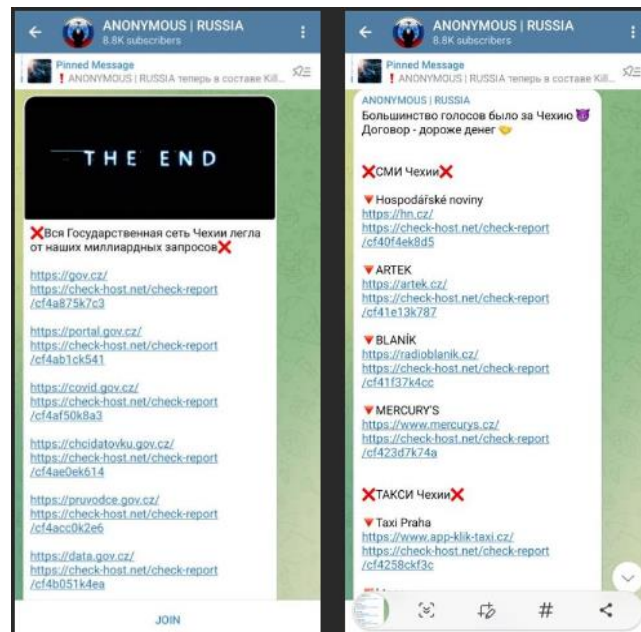 ANONYMOUS | RUSSIA
8.8K subscribers
Pinned Message
❗ ANONYMOUS | RUSSIA теперь в составе Kill...
THE END
❌Вся Государственная сеть Чехии легла
от наших миллиардных запросов❌
https://gov.cz/
https://check-host.net/check-report
/cf4a875k7c3
https://portal.gov.cz/
https://check-host.net/check-report
/cf4ab1ck541
https://covid.gov.cz/
https://check-host.net/check-report
/cf4af50k8a3
https://chcidatovku.gov.cz/
https://check-host.net/check-report
/cf4ae0ek614
https://pruvodce.gov.cz/
https://check-host.net/check-report
/cf4acc0k2e6
https://data.gov.cz/
https://check-host.net/check-report
/cf4b051k4ea
JOIN
ANONYMOUS | RUSSIA
8.8K subscribers
Pinned Message
❗ ANONYMOUS | RUSSIA теперь в составе Kill...
ANONYMOUS | RUSSIA
Большинство голосов было за Чехию 😈
Договор - дороже денег 🤝
❌СМИ Чехии❌
🔻Hospodářské noviny
https://hn.cz/
https://check-host.net/check-report
/cf40f4ek8d5
🔻ARTEK
https://artek.cz/
https://check-host.net/check-report
/cf41e13k787
🔻BLANÍK
https://radioblanik.cz/
https://check-host.net/check-report
/cf41f37k4cc
🔻MERCURY'S
https://www.mercurys.cz/
https://check-host.net/check-report
/cf423d7k74a
❌ТАКСИ Чехии❌
🔻Taxi Praha
https://www.app-klik-taxi.cz/
https://check-host.net/check-report
/cf4258ckf3c